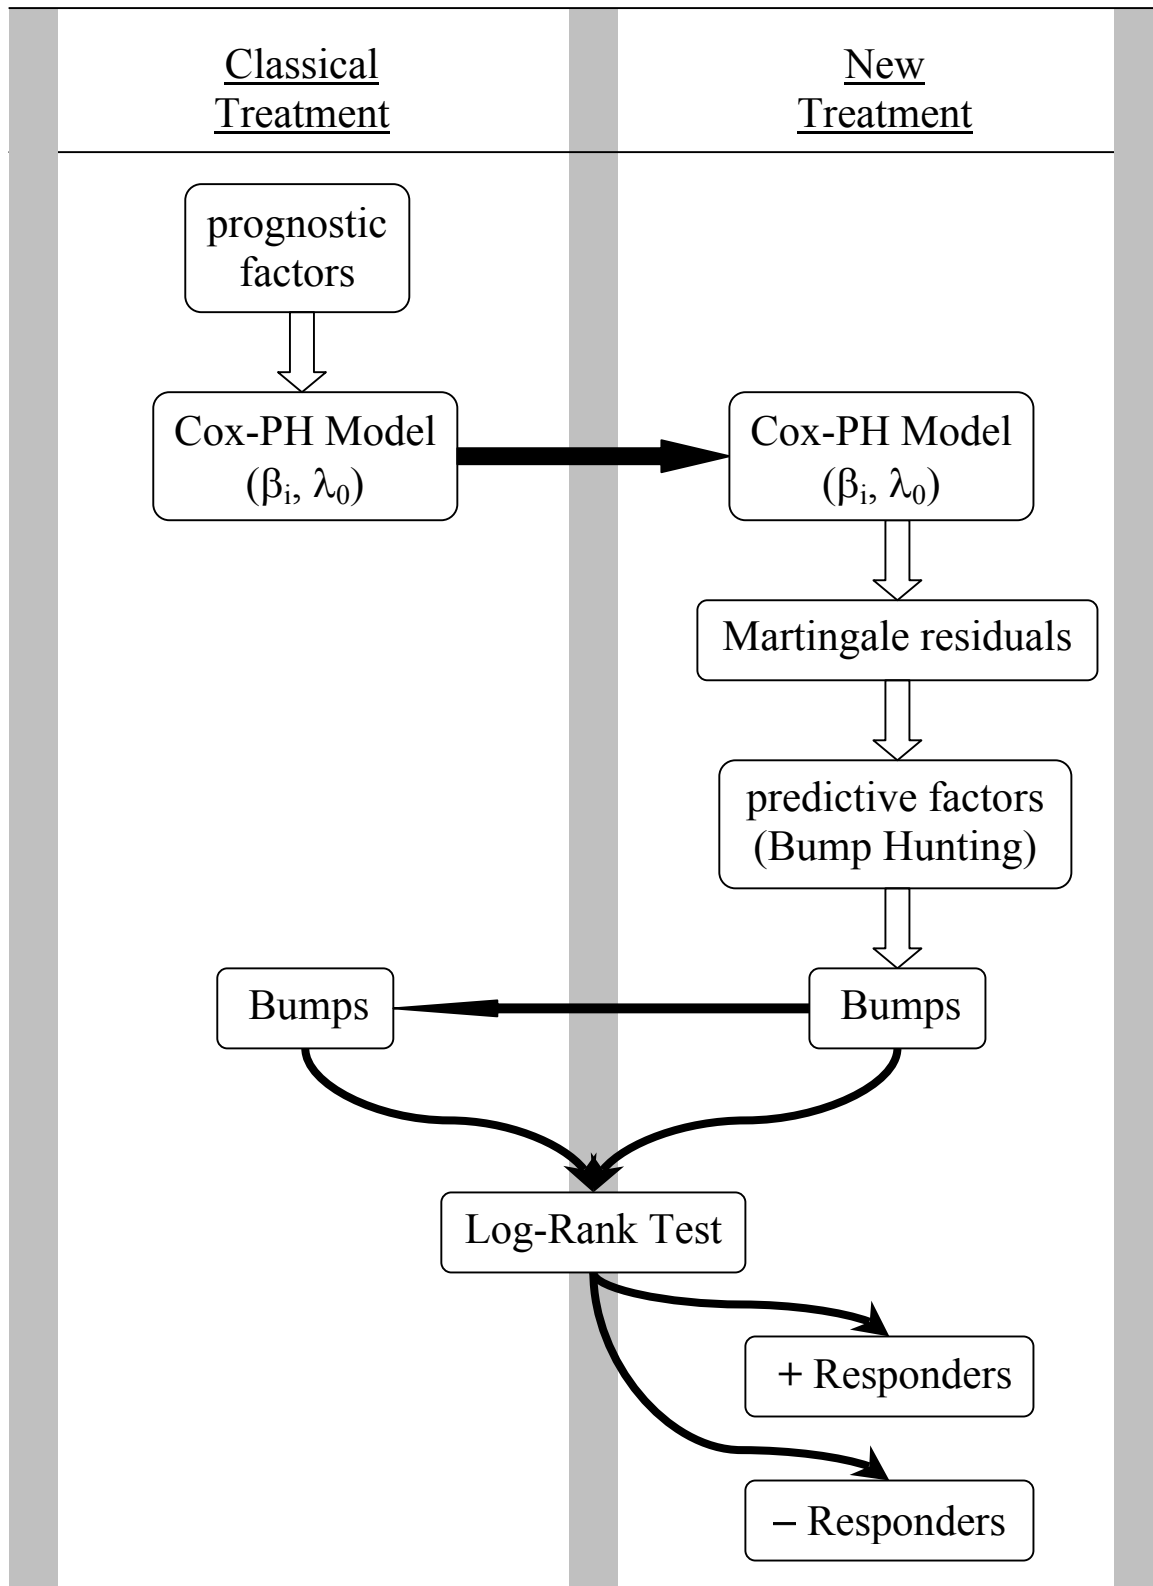 Classical
Treatment
New
Treatment
prognostic
factors
Cox-PH Model
(βᵢ, λ₀)
Cox-PH Model
(βᵢ, λ₀)
Martingale residuals
predictive factors
(Bump Hunting)
Bumps
Bumps
Log-Rank Test
+ Responders
– Responders